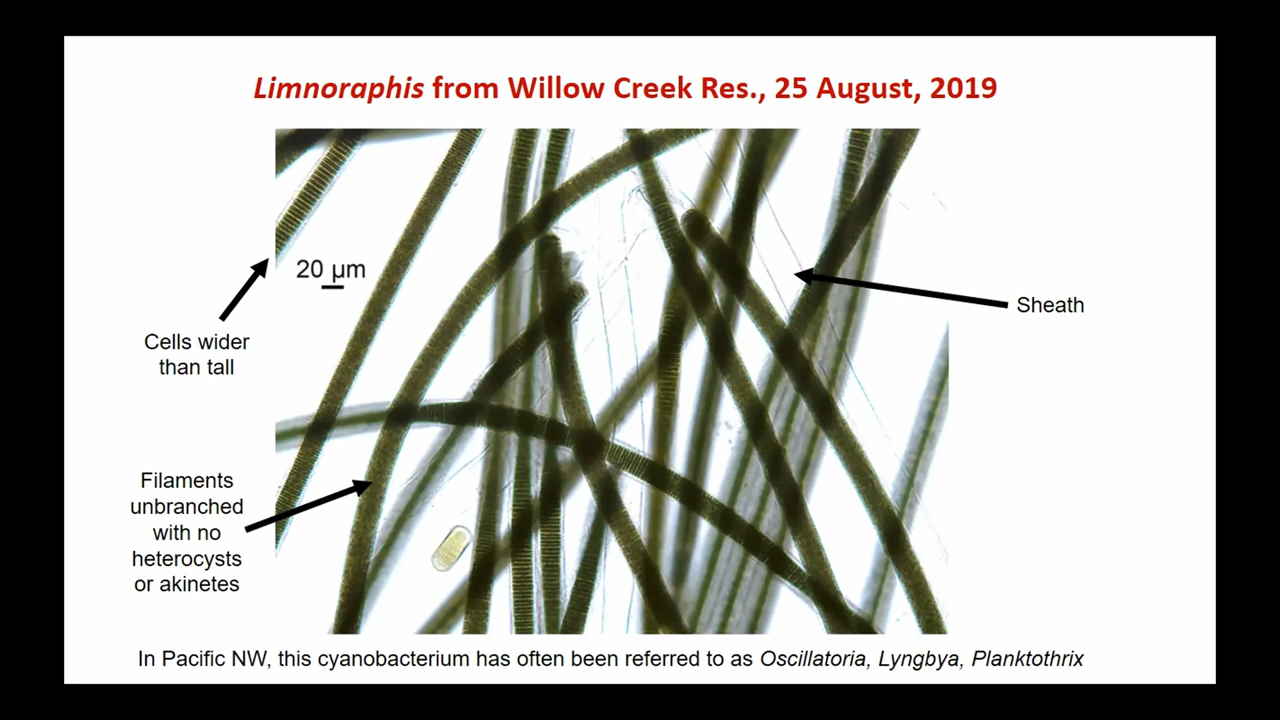 Limnoraphis from Willow Creek Res., 25 August, 2019
20 µm
Cells wider
than tall
Sheath
Filaments
unbranched
with no
heterocysts
or akinetes
In Pacific NW, this cyanobacterium has often been referred to as Oscillatoria, Lyngbya, Planktothrix